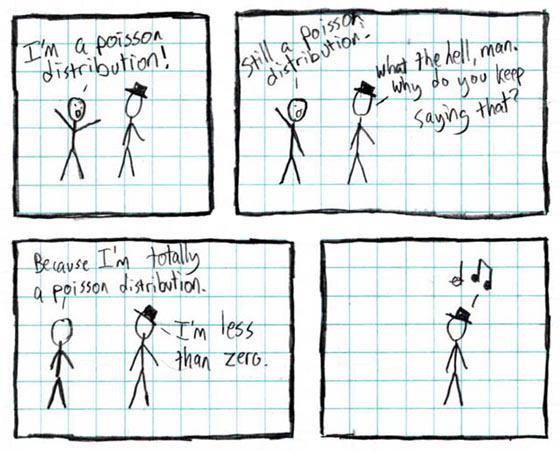 I'm a poisson
distribution!
Still a poisson
distribution.
What the hell, man.
Why do you keep
saying that?
Because I'm totally
a poisson distribution.
I'm less
than zero.